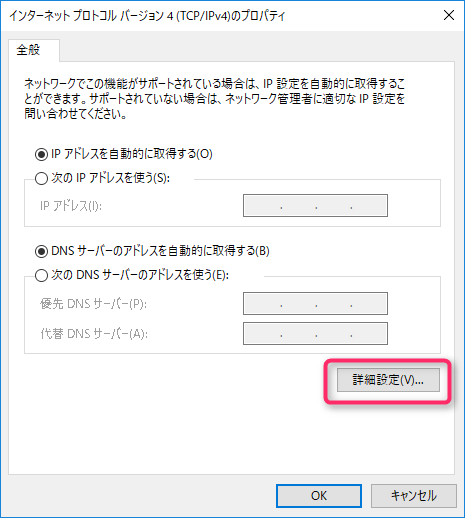 インターネット プロトコル バージョン 4 (TCP/IPv4)のプロパティ
全般
ネットワークでこの機能がサポートされている場合は、IP 設定を自動的に取得するこ
とができます。サポートされていない場合は、ネットワーク管理者に適切な IP 設定を
問い合わせてください。
IP アドレスを自動的に取得する(O)
次の IP アドレスを使う(S):
IP アドレス(I):
DNS サーバーのアドレスを自動的に取得する(B)
次の DNS サーバーのアドレスを使う(E):
優先 DNS サーバー(P):
代替 DNS サーバー(A):
詳細設定(V)...
OK キャンセル